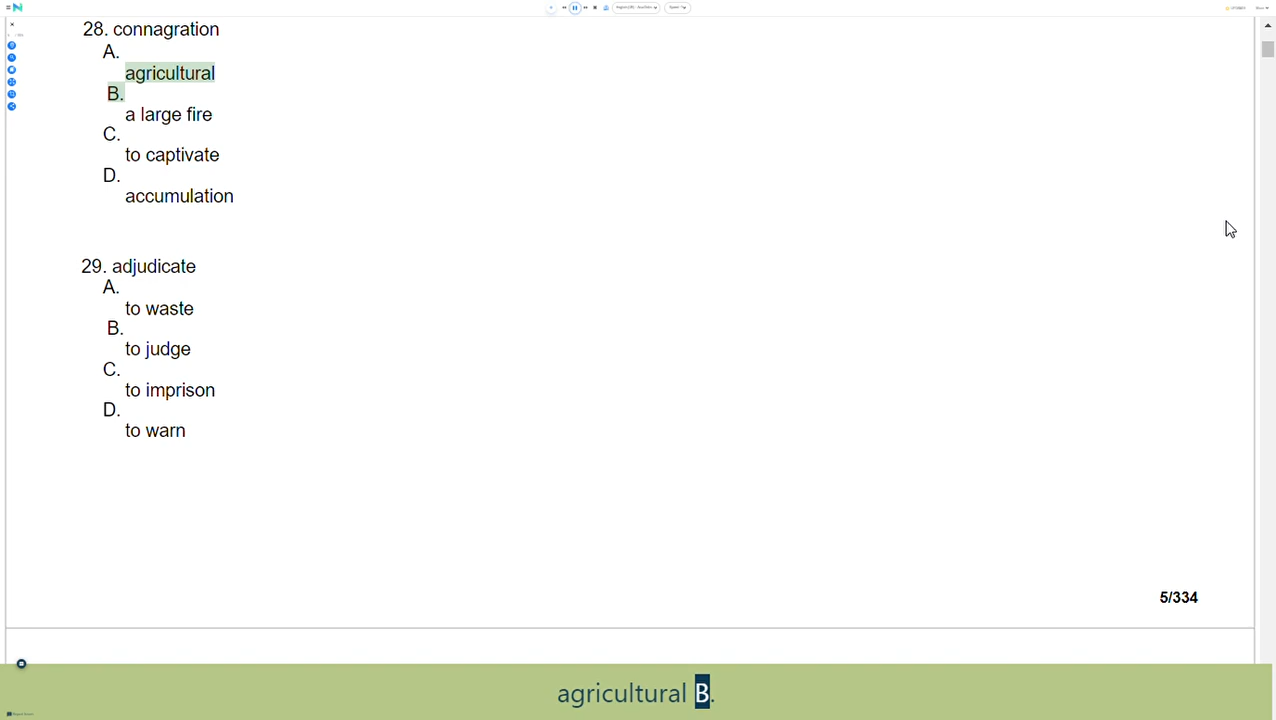 28. connagration
A.
agricultural
B.
a large fire
C.
to captivate
D.
accumulation
29. adjudicate
A.
to waste
B.
to judge
C.
to imprison
D.
to warn
5/334
agricultural B.